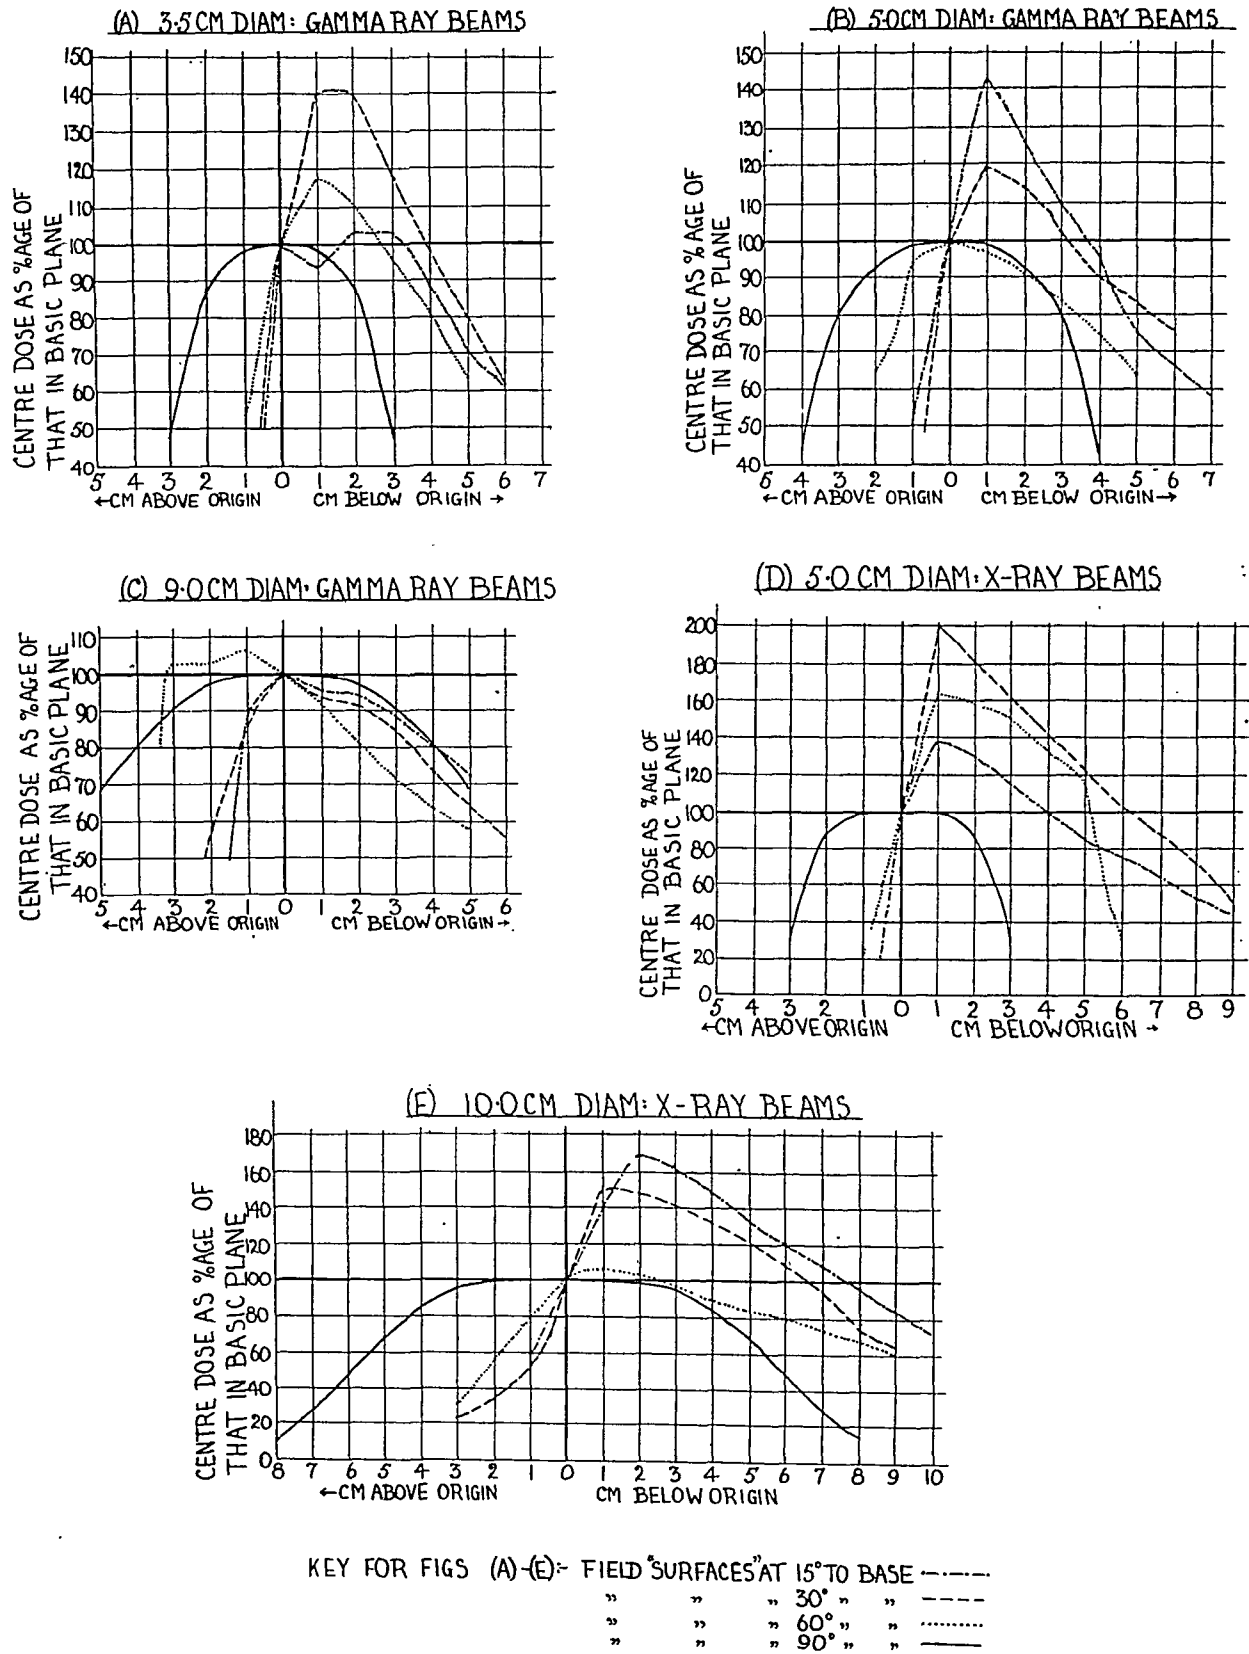 (A) 3·5 CM DIAM: GAMMA RAY BEAMS
150
140
130
120
110
100
90
80
70
60
50
40
CENTRE DOSE AS %AGE OF
THAT IN BASIC PLANE
5 4 3 2 1 0 1 2 3 4 5 6 7
←CM ABOVE ORIGIN CM BELOW ORIGIN →
(B) 5·0CM DIAM: GAMMA RAY BEAMS
150
140
130
120
110
100
90
80
70
60
50
40
CENTRE DOSE AS %AGE OF
THAT IN BASIC PLANE
5 4 3 2 1 0 1 2 3 4 5 6 7
←CM ABOVE ORIGIN CM BELOW ORIGIN→
(C) 9·0CM DIAM: GAMMA RAY BEAMS
110
100
90
80
70
60
50
40
CENTRE DOSE AS %AGE OF
THAT IN BASIC PLANE
5 4 3 2 1 0 1 2 3 4 5 6
←CM ABOVE ORIGIN CM BELOW ORIGIN→
(D) 5·0 CM DIAM: X-RAY BEAMS
200
180
160
140
120
100
80
60
40
20
0
CENTRE DOSE AS %AGE OF
THAT IN BASIC PLANE
5 4 3 2 1 0 1 2 3 4 5 6 7 8 9
←CM ABOVE ORIGIN CM BELOW ORIGIN →
(E) 10·0CM DIAM: X-RAY BEAMS
180
160
140
120
100
80
60
40
20
0
CENTRE DOSE AS %AGE OF
THAT IN BASIC PLANE
8 7 6 5 4 3 2 1 0 1 2 3 4 5 6 7 8 9 10
←CM ABOVE ORIGIN CM BELOW ORIGIN
KEY FOR FIGS (A)-(E):- FIELD "SURFACES" AT 15° TO BASE
" " " 30° " "
" " " 60° " "
" " " 90° " "